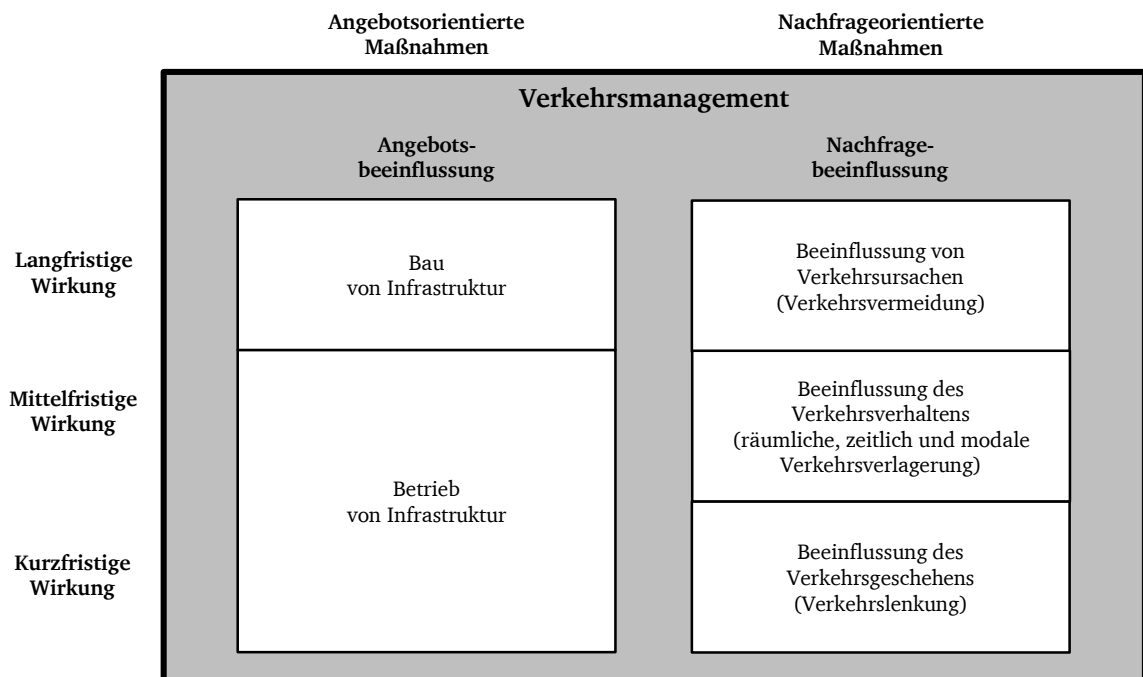 Angebotsorientierte
Maßnahmen
Nachfrageorientierte
Maßnahmen
Verkehrsmanagement
Angebots-
beeinflussung
Nachfrage-
beeinflussung
Langfristige
Wirkung
Bau
von Infrastruktur
Beeinflussung von
Verkehrsursachen
(Verkehrsvermeidung)
Mittelfristige
Wirkung
Beeinflussung des
Verkehrsverhaltens
(räumliche, zeitlich und modale
Verkehrsverlagerung)
Betrieb
von Infrastruktur
Kurzfristige
Wirkung
Beeinflussung des
Verkehrsgeschehens
(Verkehrslenkung)